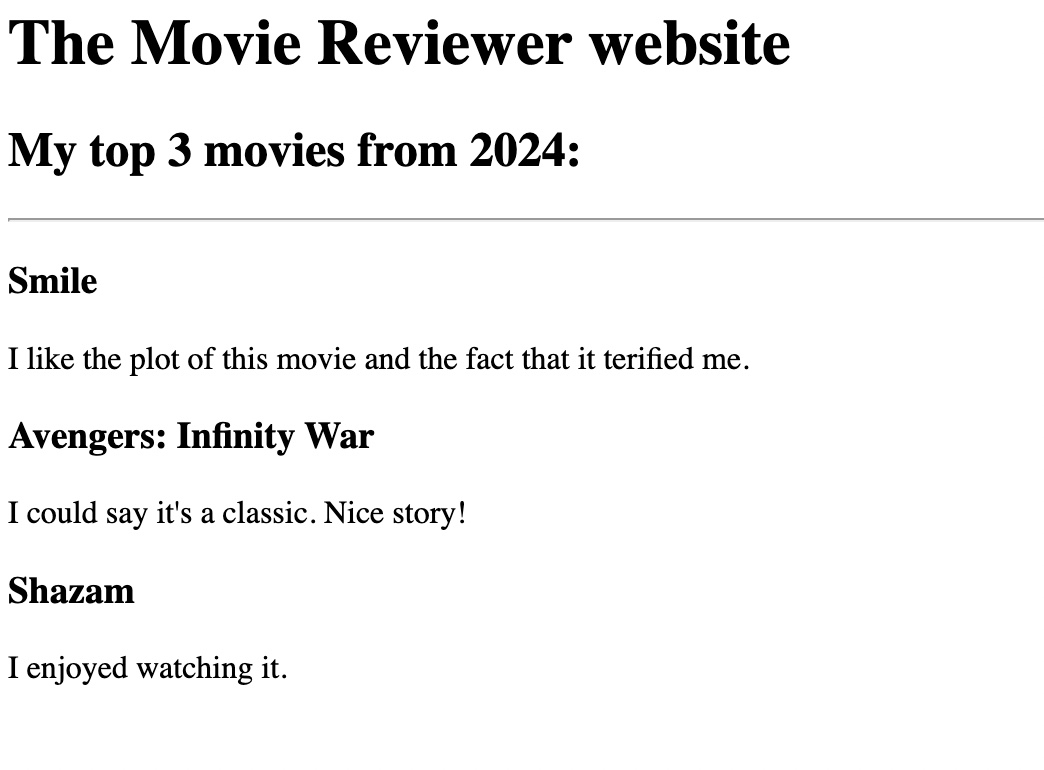 The Movie Reviewer website
My top 3 movies from 2024:
Smile
I like the plot of this movie and the fact that it terified me.
Avengers: Infinity War
I could say it's a classic. Nice story!
Shazam
I enjoyed watching it.